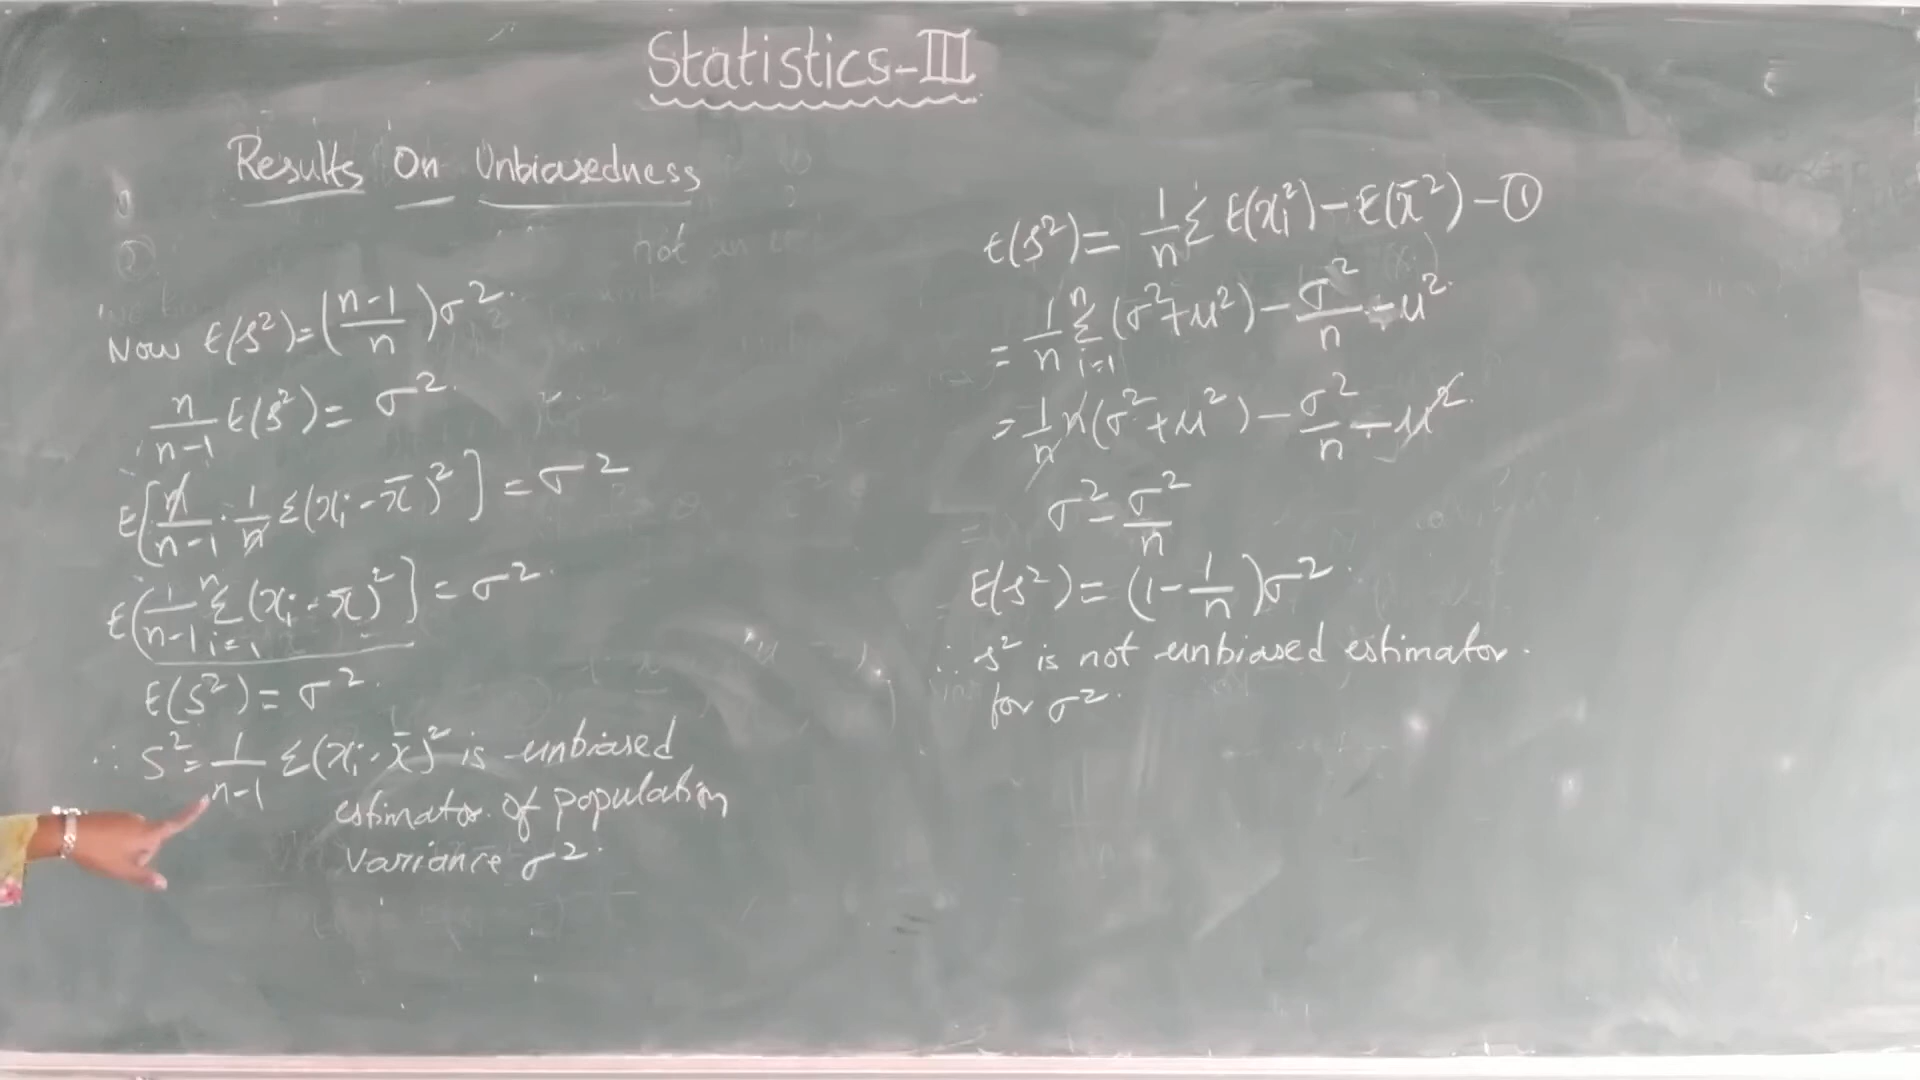 Statistics-III
Results On Unbiasedness
Now E(s²)=(n-1/n)σ².
n/n-1 E(s²)= σ².
E[n/n-1 · 1/n Σ(xᵢ-x̄)²] = σ²
E[1/n-1 ⁿΣᵢ₌₁(xᵢ-x̄)²] = σ².
E(S²)= σ².
∴ S²= 1/n-1 Σ(xᵢ-x̄)² is unbiased
estimator of population
variance σ².
E(s²)= 1/n Σ E(xᵢ²)-E(x̄²)-①
= 1/n ⁿΣᵢ₌₁ (σ²+μ²)-σ²/n-μ².
= 1/n n(σ²+μ²)-σ²/n-μ²
= σ²-σ²/n
E(s²)= (1-1/n)σ².
∴ s² is not unbiased estimator.
for σ².